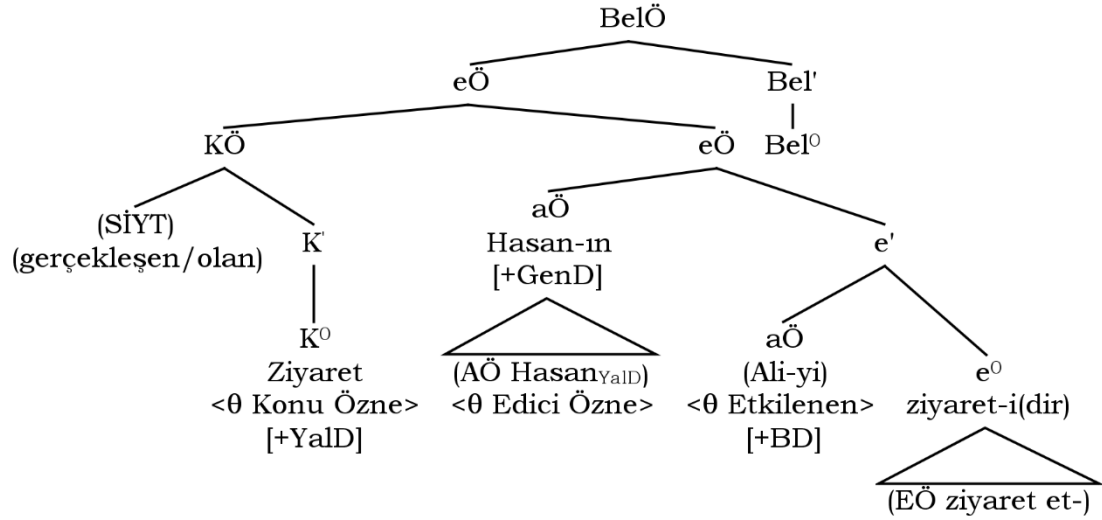 BelÖ
eÖ Bel'
KÖ eÖ Bel⁰
(SİYT) aÖ
(gerçekleşen/olan) K' Hasan-ın e'
[+GenD]
K⁰ aÖ
Ziyaret (AÖ Hasan_YalD) (Ali-yi) e⁰
<θ Konu Özne> <θ Edici Özne> <θ Etkilenen> ziyaret-i(dir)
[+YalD] [+BD]
(EÖ ziyaret et-)